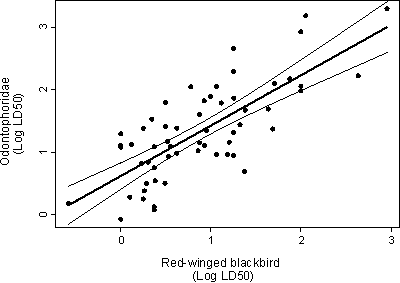 3
2
1
0
Odontophoridae
(Log LD50)
0
1
2
3
Red-winged blackbird
(Log LD50)